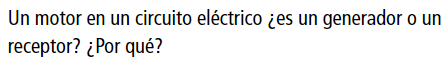 Un motor en un circuito eléctrico ¿es un generador o un
receptor? ¿Por qué?